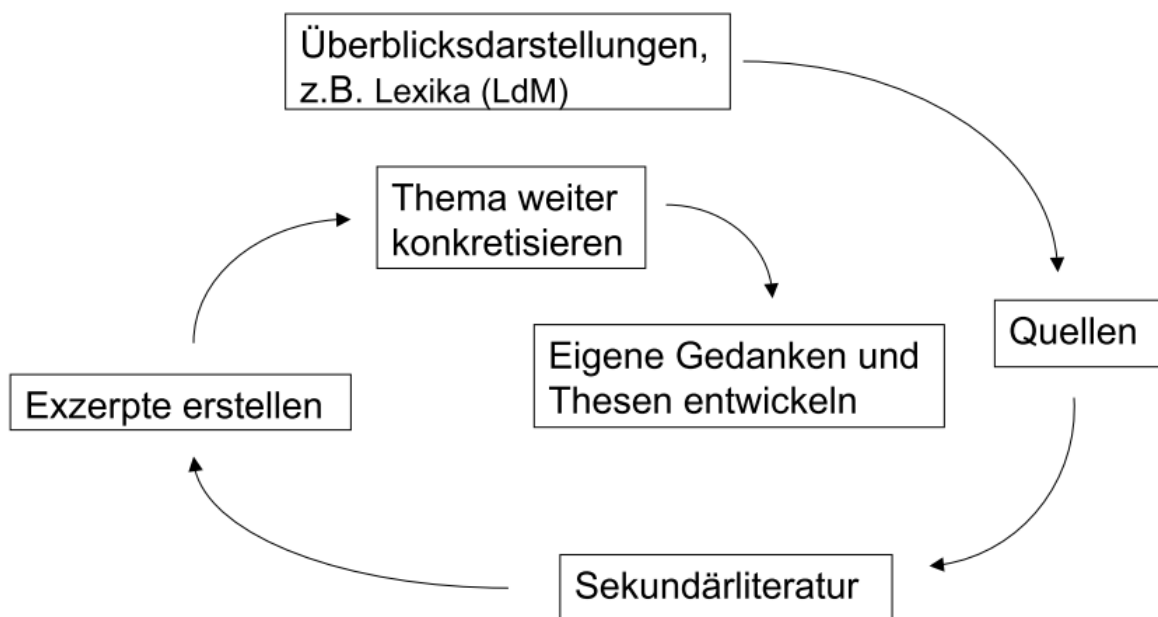 Überblicksdarstellungen,
z.B. Lexika (LdM)
Thema weiter
konkretisieren
Quellen
Eigene Gedanken und
Thesen entwickeln
Exzerpte erstellen
Sekundärliteratur